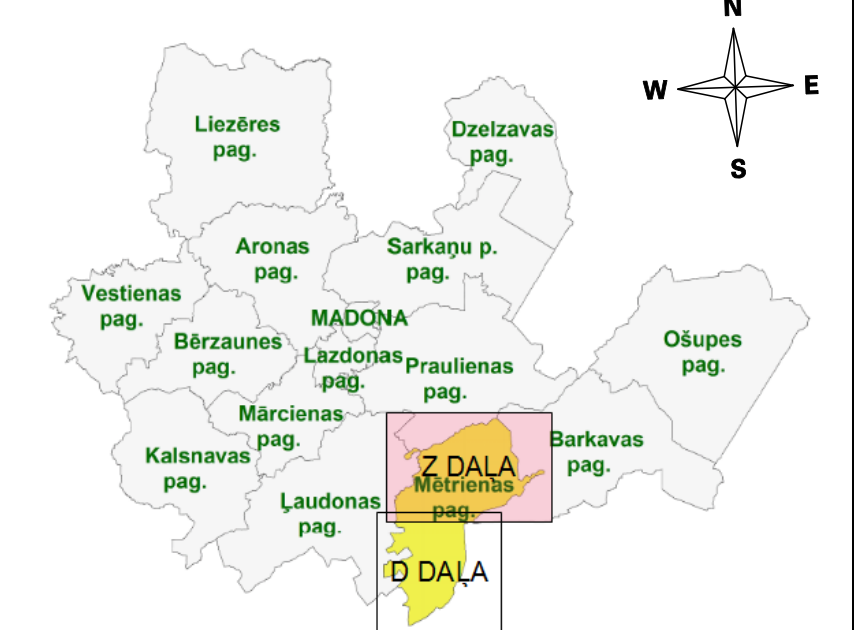 N
W
E
S
Liezēres
pag.
Dzelzavas
pag.
Aronas
pag.
Sarkaņu p.
pag.
Vestienas
pag.
MADONA
Bērzaunes
pag.
Lazdonas
pag.
Praulienas
pag.
Ošupes
pag.
Mārcienas
pag.
Kalsnavas
pag.
Barkavas
pag.
Z DAĻA
Mētrienas
pag.
Ļaudonas
pag.
D DAĻA